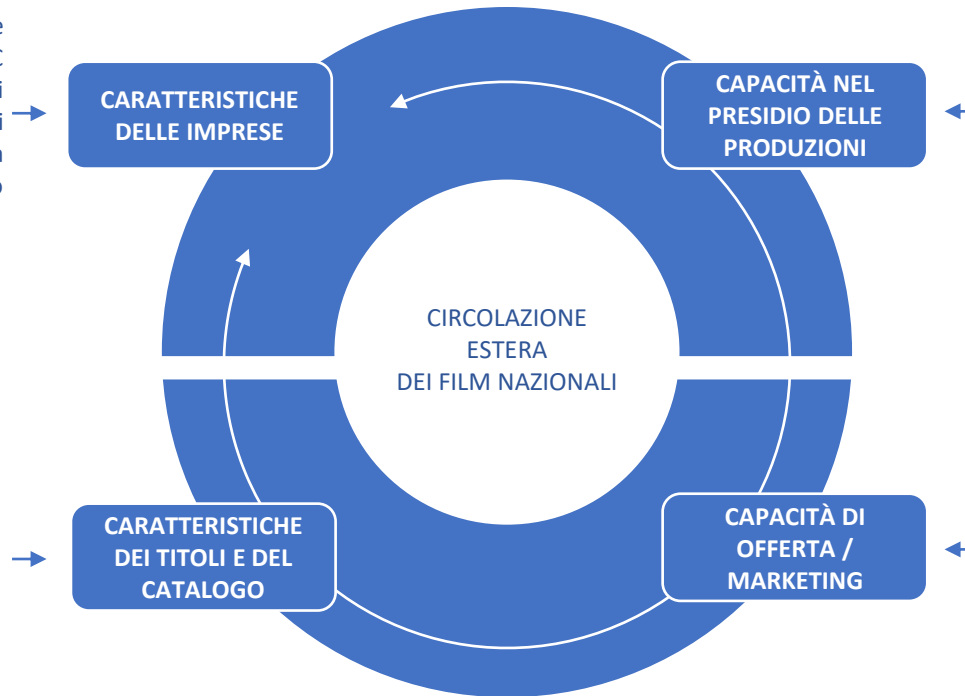 CARATTERISTICHE
DELLE IMPRESE
CAPACITÀ NEL
PRESIDIO DELLE
PRODUZIONI
CIRCOLAZIONE
ESTERA
DEI FILM NAZIONALI
CARATTERISTICHE
DEI TITOLI E DEL
CATALOGO
CAPACITÀ DI
OFFERTA /
MARKETING